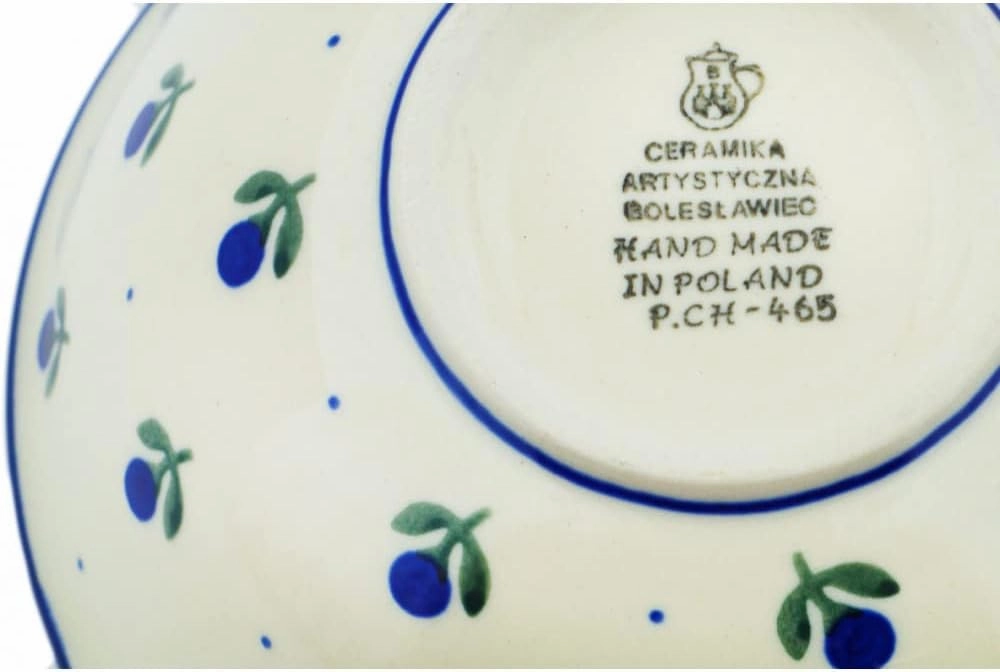 B
CERAMIKA
ARTYSTYCZNA
BOLESŁAWIEC
HAND MADE
IN POLAND
P.CH-465